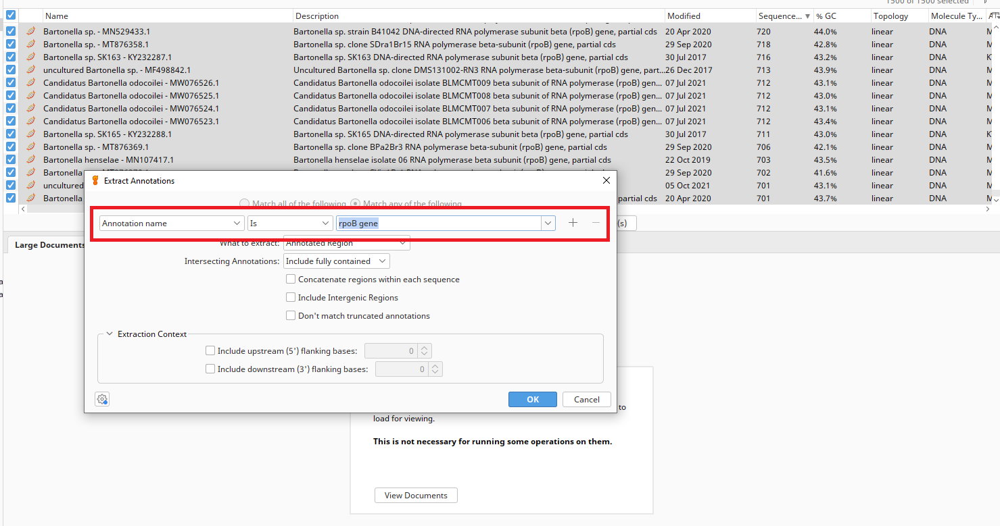 1500 of 1500 selected
Name Description Modified Sequence... % GC Topology Molecule Ty...
Bartonella sp. - MN529433.1 Bartonella sp. strain B41042 DNA-directed RNA polymerase subunit beta (rpoB) gene, partial cds 20 Apr 2020 720 44.0% linear DNA
Bartonella sp. - MT876358.1 Bartonella sp. clone SDra1Br15 RNA polymerase beta-subunit (rpoB) gene, partial cds 29 Sep 2020 718 42.8% linear DNA
Bartonella sp. SK163 - KY232287.1 Bartonella sp. SK163 DNA-directed RNA polymerase subunit beta (rpoB) gene, partial cds 30 Jul 2017 716 43.2% linear DNA
uncultured Bartonella sp. - MF498842.1 Uncultured Bartonella sp. clone DMS131002-RN3 RNA polymerase beta-subunit (rpoB) gene, part... 26 Dec 2017 713 43.9% linear DNA
Candidatus Bartonella odocoilei - MW076526.1 Candidatus Bartonella odocoilei isolate BLMCMT009 beta subunit of RNA polymerase (rpoB) gen... 07 Jul 2021 712 43.1% linear DNA
Candidatus Bartonella odocoilei - MW076525.1 Candidatus Bartonella odocoilei isolate BLMCMT008 beta subunit of RNA polymerase (rpoB) gen... 07 Jul 2021 712 43.0% linear DNA
Candidatus Bartonella odocoilei - MW076524.1 Candidatus Bartonella odocoilei isolate BLMCMT007 beta subunit of RNA polymerase (rpoB) gen... 07 Jul 2021 712 43.1% linear DNA
Candidatus Bartonella odocoilei - MW076523.1 Candidatus Bartonella odocoilei isolate BLMCMT006 beta subunit of RNA polymerase (rpoB) gen... 07 Jul 2021 712 43.4% linear DNA
Bartonella sp. SK165 - KY232288.1 Bartonella sp. SK165 DNA-directed RNA polymerase subunit beta (rpoB) gene, partial cds 30 Jul 2017 711 43.0% linear DNA
Bartonella sp. - MT876369.1 Bartonella sp. clone BPa2Br3 RNA polymerase beta-subunit (rpoB) gene, partial cds 29 Sep 2020 706 42.1% linear DNA
Bartonella henselae - MN107417.1 Bartonella henselae isolate 06 RNA polymerase beta subunit (rpoB) gene, partial cds 22 Oct 2019 703 43.5% linear DNA
Bartonella 29 Sep 2020 702 41.6% linear DNA
uncultured 05 Oct 2021 701 43.1% linear DNA
Bartonella partial cds 20 Apr 2020 701 43.7% linear DNA
Extract Annotations
Match all of the following Match any of the following
Annotation name Is rpoB gene
(s)
What to extract: Annotated Region
Large Documents
Intersecting Annotations: Include fully contained
Concatenate regions within each sequence
Include Intergenic Regions
Don't match truncated annotations
Extraction Context
Include upstream (5') flanking bases: 0
Include downstream (3') flanking bases: 0
OK Cancel
to
load for viewing.
This is not necessary for running some operations on them.
View Documents